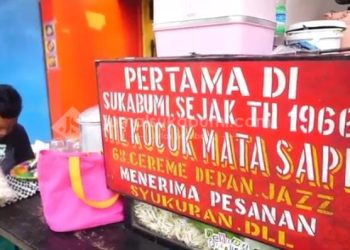 PERTAMA DI
SUKABUMI.SEJAK TH 1966
MIE KOCOK MATA SAPI
GG.CEREME DEPAN.JAZZ
MENERIMA PESANAN
SYUKURAN.DLL